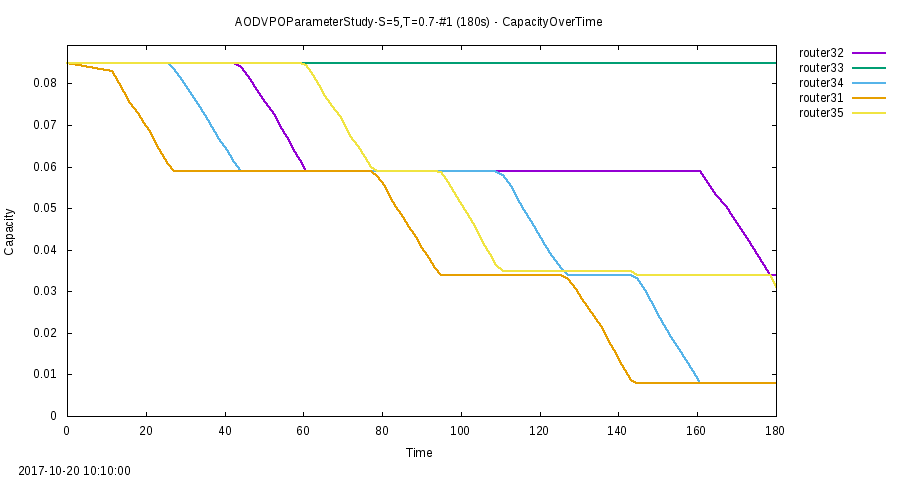 AODVPOParameterStudy-S=5,T=0.7-#1 (180s) - CapacityOverTime
router32
router33
router34
router31
router35
0.08
0.07
0.06
0.05
0.04
0.03
0.02
0.01
0
Capacity
0 20 40 60 80 100 120 140 160 180
Time
2017-10-20 10:10:00